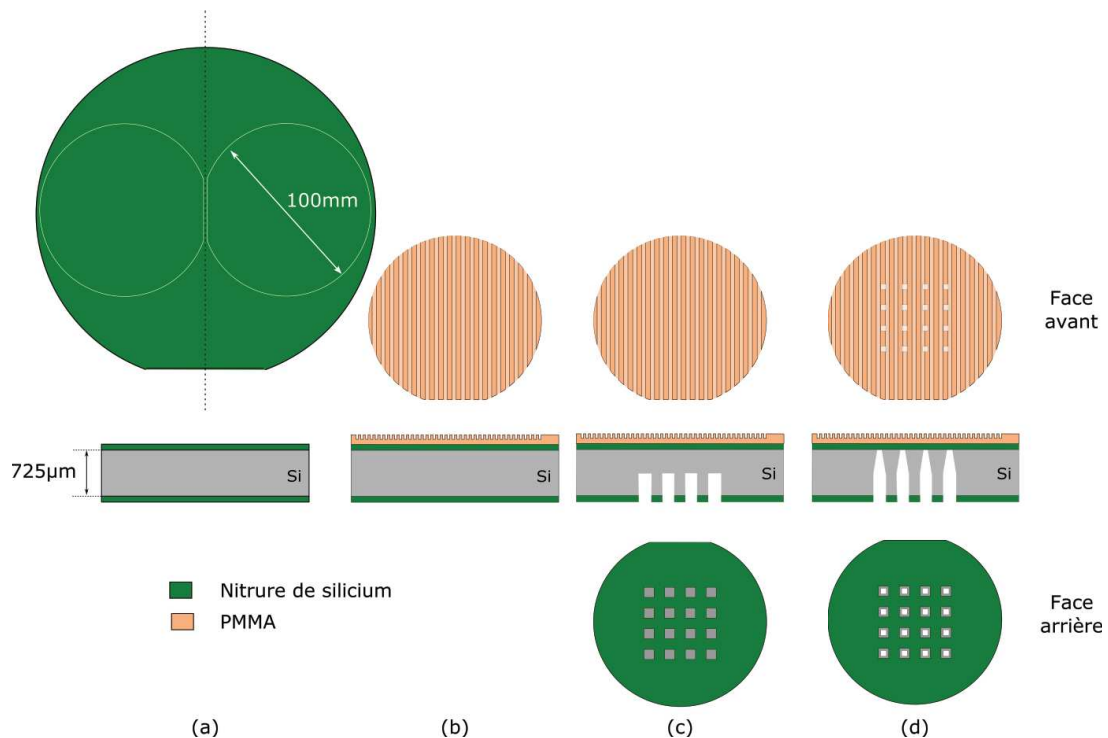 100mm
Face
avant
725µm
Si
Si
Si
Si
Nitrure de silicium
PMMA
Face
arrière
(a)
(b)
(c)
(d)